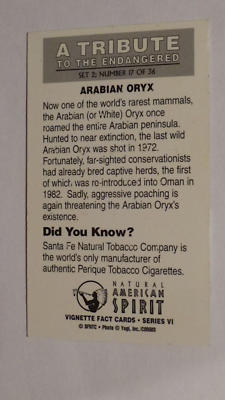 A TRIBUTE
TO THE ENDANGERED
SET 2; NUMBER 17 OF 36
ARABIAN ORYX
Now one of the world's rarest mammals,
the Arabian (or White) Oryx once
roamed the entire Arabian peninsula.
Hunted to near extinction, the last wild
Arabian Oryx was shot in 1972.
Fortunately, far-sighted conservationists
had already bred captive herds, the first
of which was re-introduced into Oman in
1982. Sadly, aggressive poaching is
again threatening the Arabian Oryx's
existence.
Did You Know?
Santa Fe Natural Tobacco Company is
the world's only manufacturer of
authentic Perique Tobacco Cigarettes.
NATURAL
AMERICAN
SPIRIT
VIGNETTE FACT CARDS • SERIES VI
© SFNTC • Photo © Yogi, Inc./CORBIS